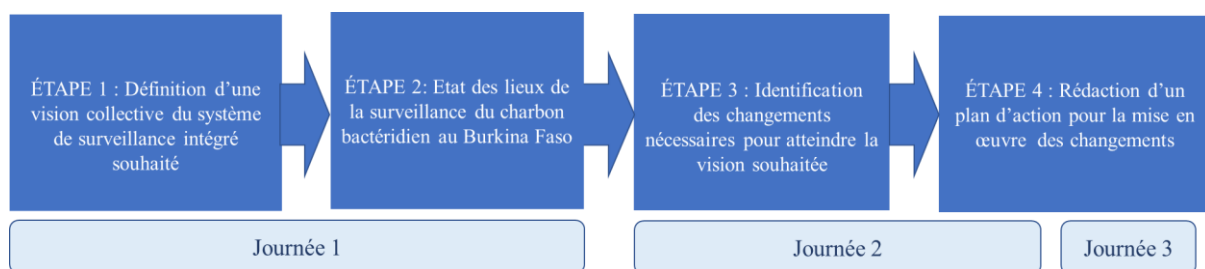 ÉTAPE 1 : Définition d’une
vision collective du système
de surveillance intégré
souhaité
ÉTAPE 2: Etat des lieux de
la surveillance du charbon
bactéridien au Burkina Faso
ÉTAPE 3 : Identification
des changements
nécessaires pour atteindre la
vision souhaitée
ÉTAPE 4 : Rédaction d’un
plan d’action pour la mise en
œuvre des changements
Journée 1
Journée 2
Journée 3